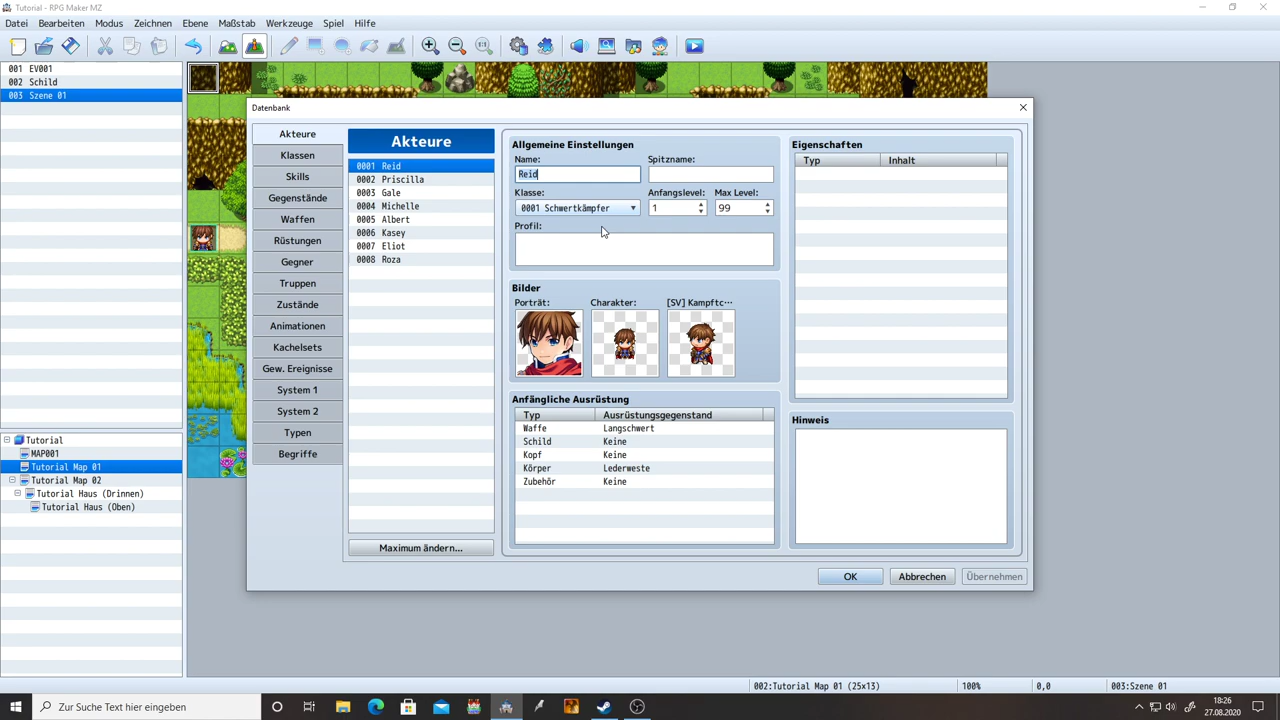 Tutorial - RPG Maker MZ
Datei Bearbeiten Modus Zeichnen Ebene Maßstab Werkzeuge Spiel Hilfe
001 EV001
002 Schild
003 Szene 01
Datenbank
Akteure
Klassen
Skills
Gegenstände
Waffen
Rüstungen
Gegner
Truppen
Zustände
Animationen
Kachelsets
Gew. Ereignisse
System 1
System 2
Typen
Begriffe
Akteure
0001 Reid
0002 Priscilla
0003 Gale
0004 Michelle
0005 Albert
0006 Kasey
0007 Eliot
0008 Roza
Maximum ändern...
Allgemeine Einstellungen
Name: Spitzname:
Reid
Klasse: Anfangslevel: Max Level:
0001 Schwertkämpfer 1 99
Profil:
Bilder
Porträt: Charakter: [SV] Kampftc⋯
Anfängliche Ausrüstung
Typ Ausrüstungsgegenstand
Waffe Langschwert
Schild Keine
Kopf Keine
Körper Lederweste
Zubehör Keine
Eigenschaften
Typ Inhalt
Hinweis
OK Abbrechen Übernehmen
Tutorial
MAP001
Tutorial Map 01
Tutorial Map 02
Tutorial Haus (Drinnen)
Tutorial Haus (Oben)
002:Tutorial Map 01 (25x13) 100% 0,0 003:Szene 01
Zur Suche Text hier eingeben
18:26
27.08.2020